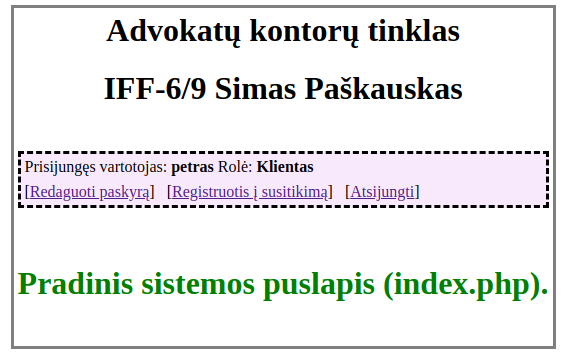 Advokatų kontorų tinklas
IFF-6/9 Simas Paškauskas
Prisijungęs vartotojas: petras Rolė: Klientas
[Redaguoti paskyrą] [Registruotis į susitikimą] [Atsijungti]
Pradinis sistemos puslapis (index.php).